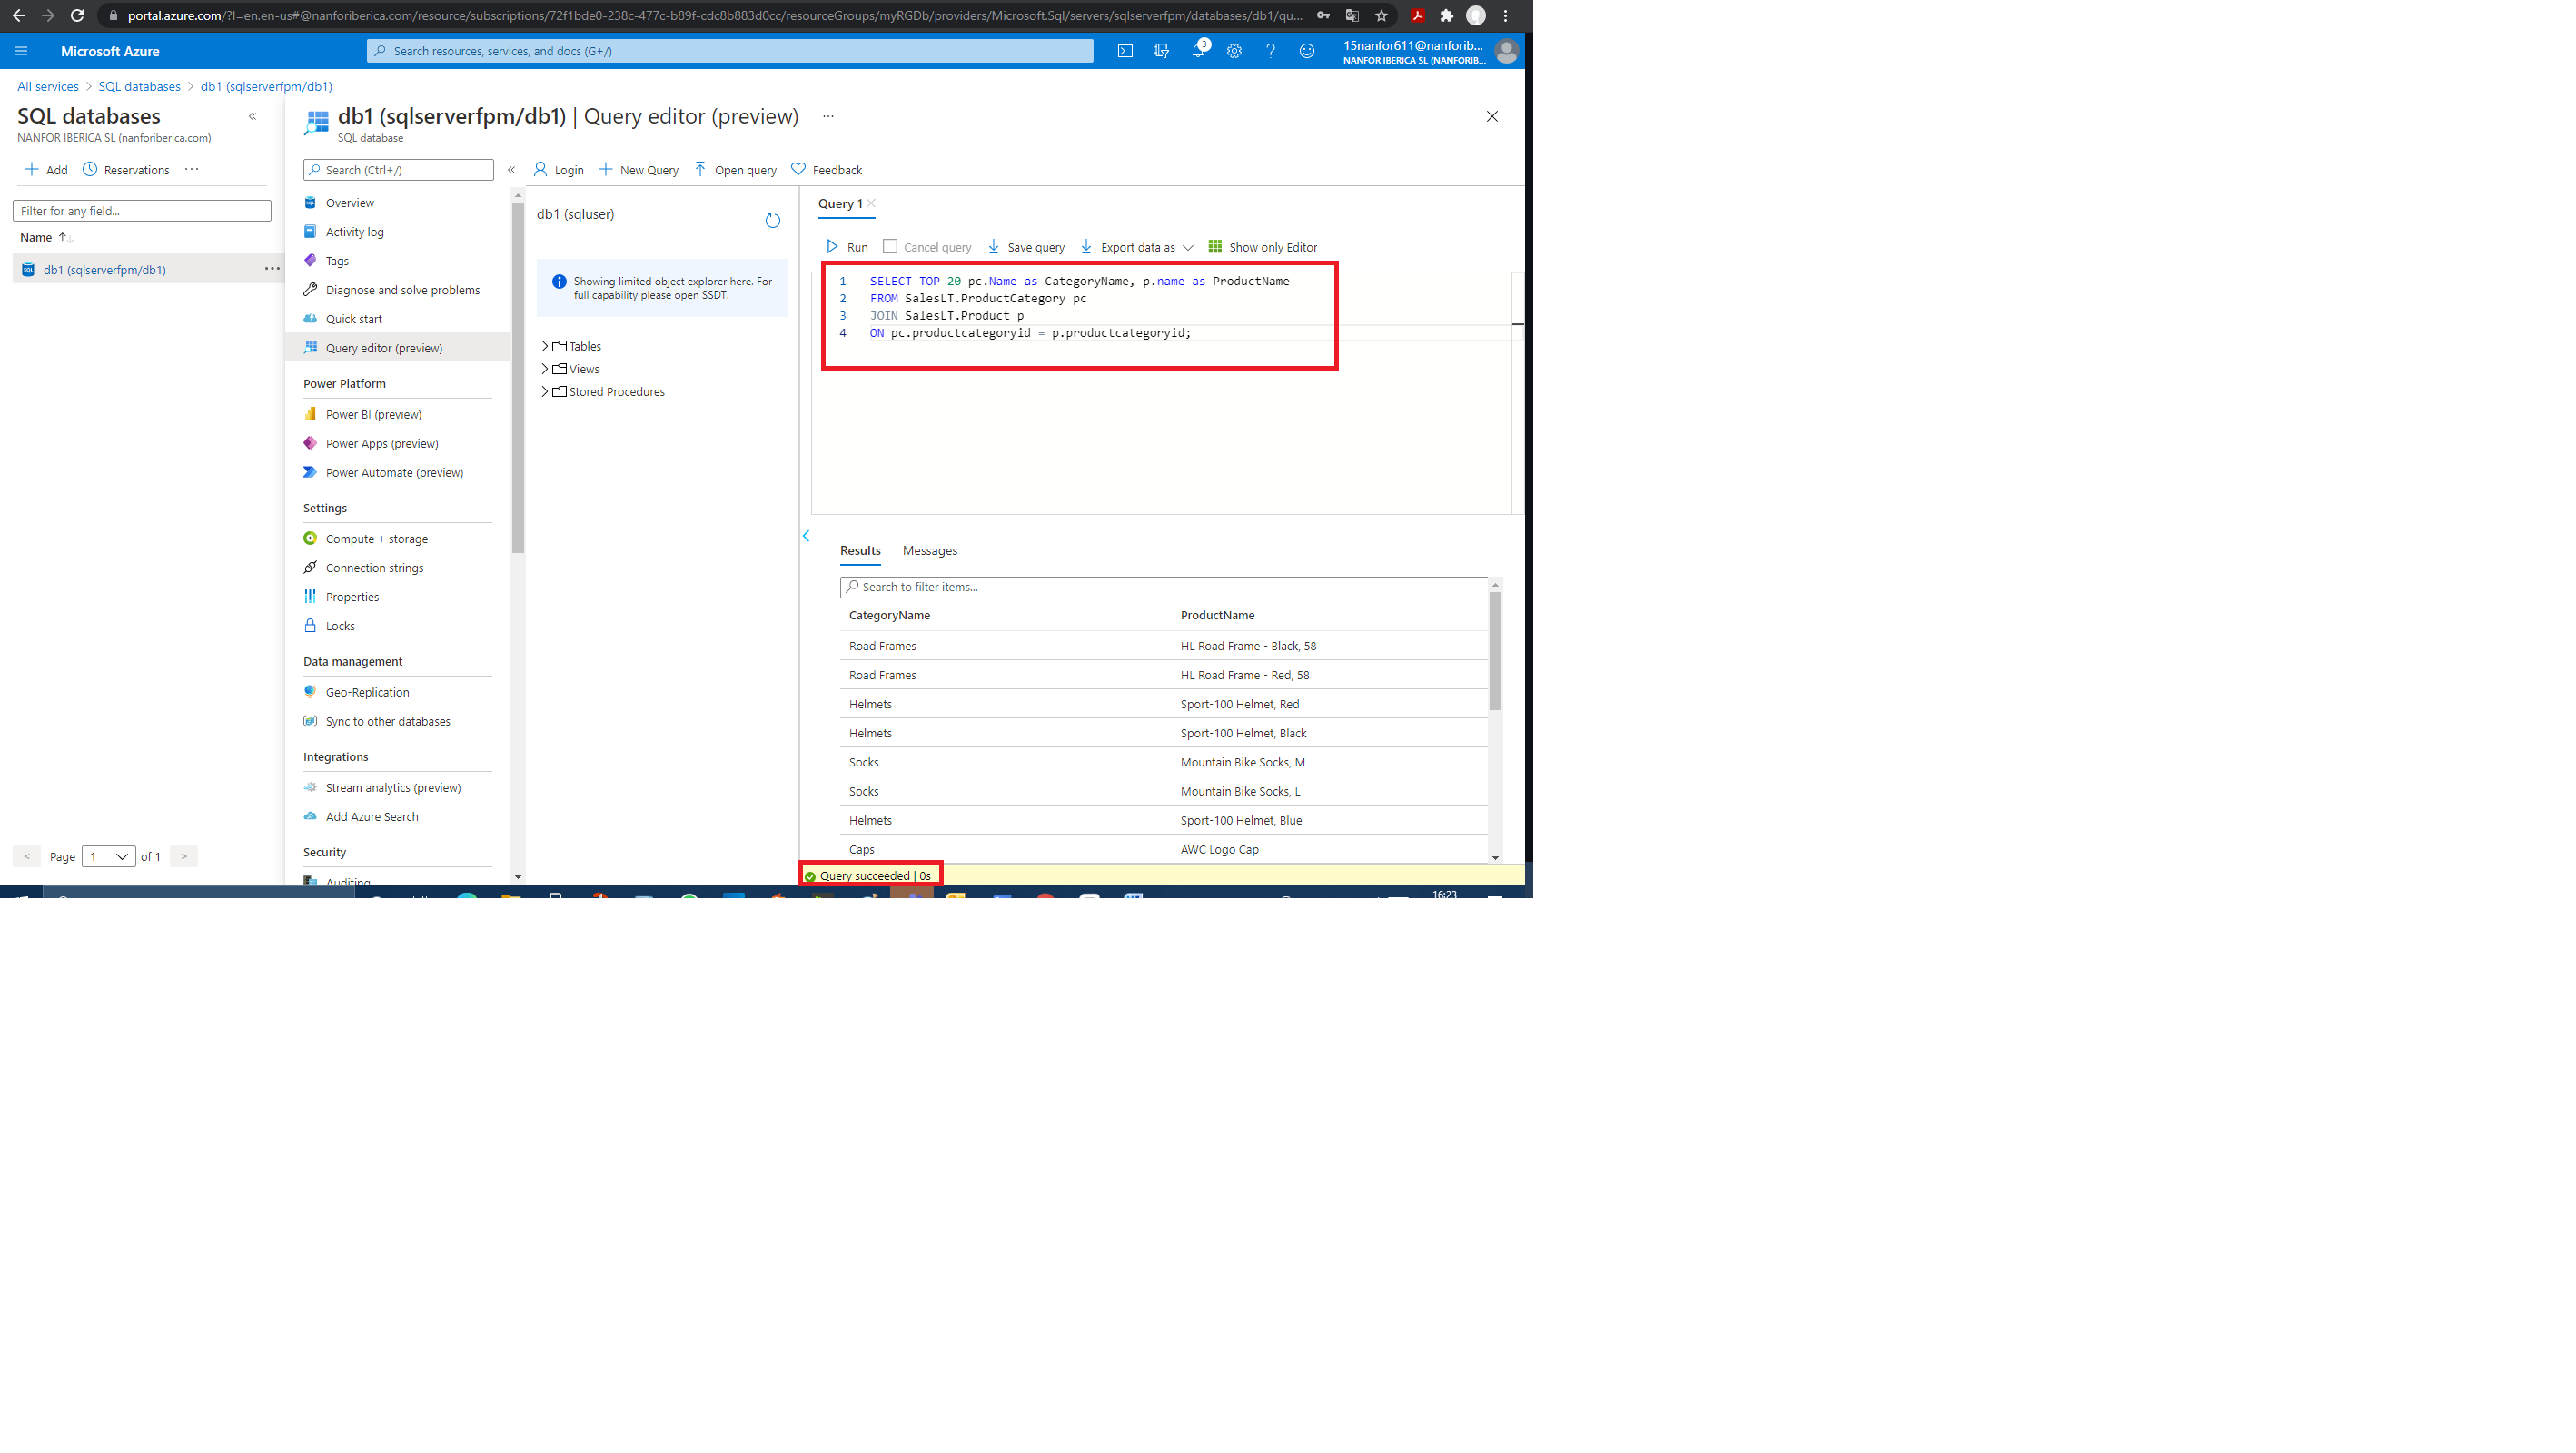 portal.azure.com/?l=en.en-us#@nanforiberica.com/resource/subscriptions/72f1bde0-238c-477c-b89f-cdc8b883d0cc/resourceGroups/myRGDb/providers/Microsoft.Sql/servers/sqlserverfpm/databases/db1/qu...
Microsoft Azure
Search resources, services, and docs (G+/)
3
15nanfor611@nanforib...
NANFOR IBERICA SL (NANFORIB...
All services > SQL databases > db1 (sqlserverfpm/db1)
SQL databases
NANFOR IBERICA SL (nanforiberica.com)
Add
Reservations
...
Filter for any field...
Name
db1 (sqlserverfpm/db1)
...
< Page 1 of 1 >
db1 (sqlserverfpm/db1) | Query editor (preview)
...
SQL database
Search (Ctrl+/)
Overview
Activity log
Tags
Diagnose and solve problems
Quick start
Query editor (preview)
Power Platform
Power BI (preview)
Power Apps (preview)
Power Automate (preview)
Settings
Compute + storage
Connection strings
Properties
Locks
Data management
Geo-Replication
Sync to other databases
Integrations
Stream analytics (preview)
Add Azure Search
Security
Auditing
Login
New Query
Open query
Feedback
db1 (sqluser)
Showing limited object explorer here. For
full capability please open SSDT.
Tables
Views
Stored Procedures
Query 1
Run
Cancel query
Save query
Export data as
Show only Editor
1 SELECT TOP 20 pc.Name as CategoryName, p.name as ProductName
2 FROM SalesLT.ProductCategory pc
3 JOIN SalesLT.Product p
4 ON pc.productcategoryid = p.productcategoryid;
Results
Messages
Search to filter items...
CategoryName ProductName
Road Frames HL Road Frame - Black, 58
Road Frames HL Road Frame - Red, 58
Helmets Sport-100 Helmet, Red
Helmets Sport-100 Helmet, Black
Socks Mountain Bike Socks, M
Socks Mountain Bike Socks, L
Helmets Sport-100 Helmet, Blue
Caps AWC Logo Cap
Query succeeded | 0s
16:23